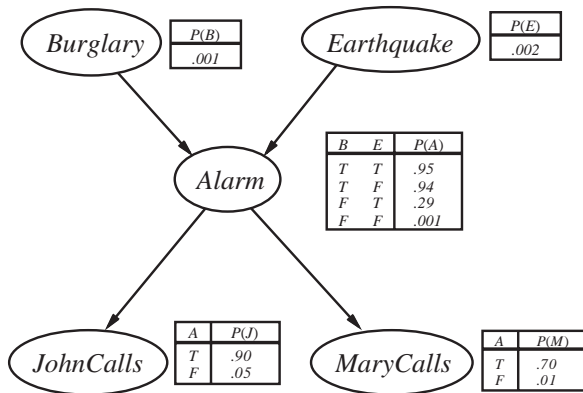 Burglary
P(B)
.001
Earthquake
P(E)
.002
Alarm
B E P(A)
T T .95
T F .94
F T .29
F F .001
JohnCalls
A P(J)
T .90
F .05
MaryCalls
A P(M)
T .70
F .01